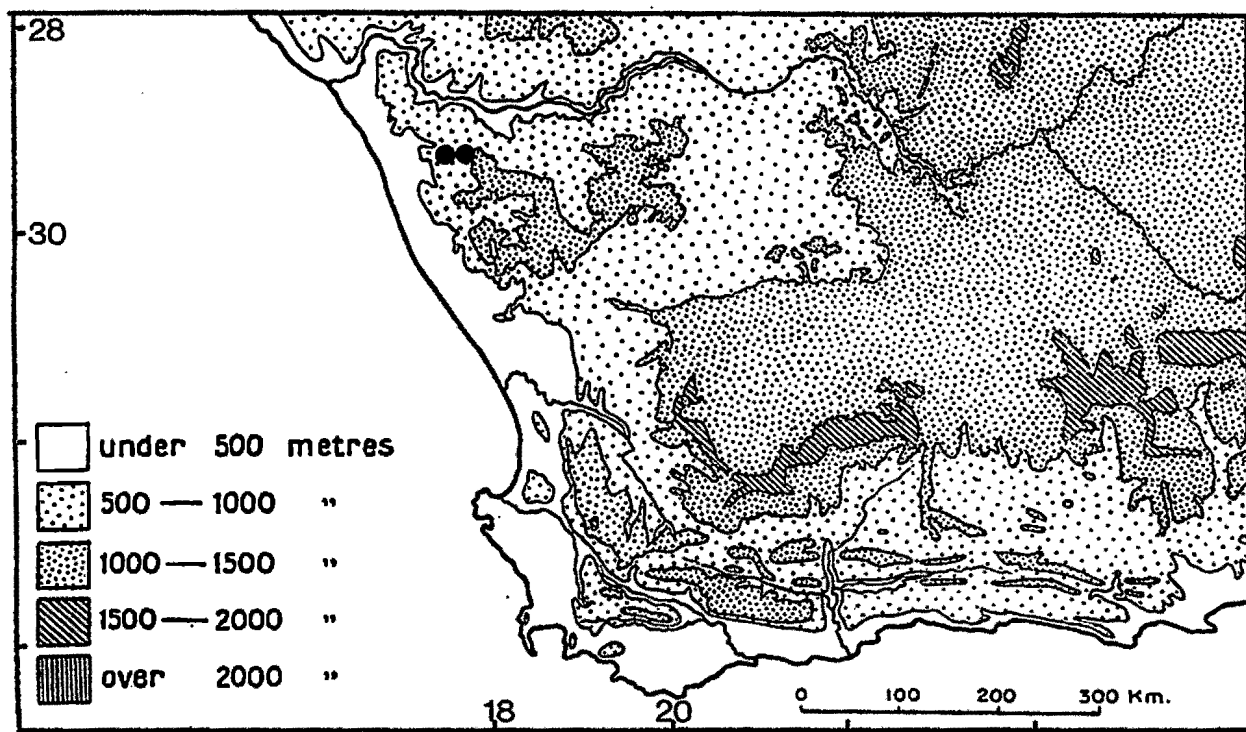 28
30
under 500 metres
500 — 1000 "
1000 — 1500 "
1500 — 2000 "
over 2000 "
18 20
0 100 200 300 Km.